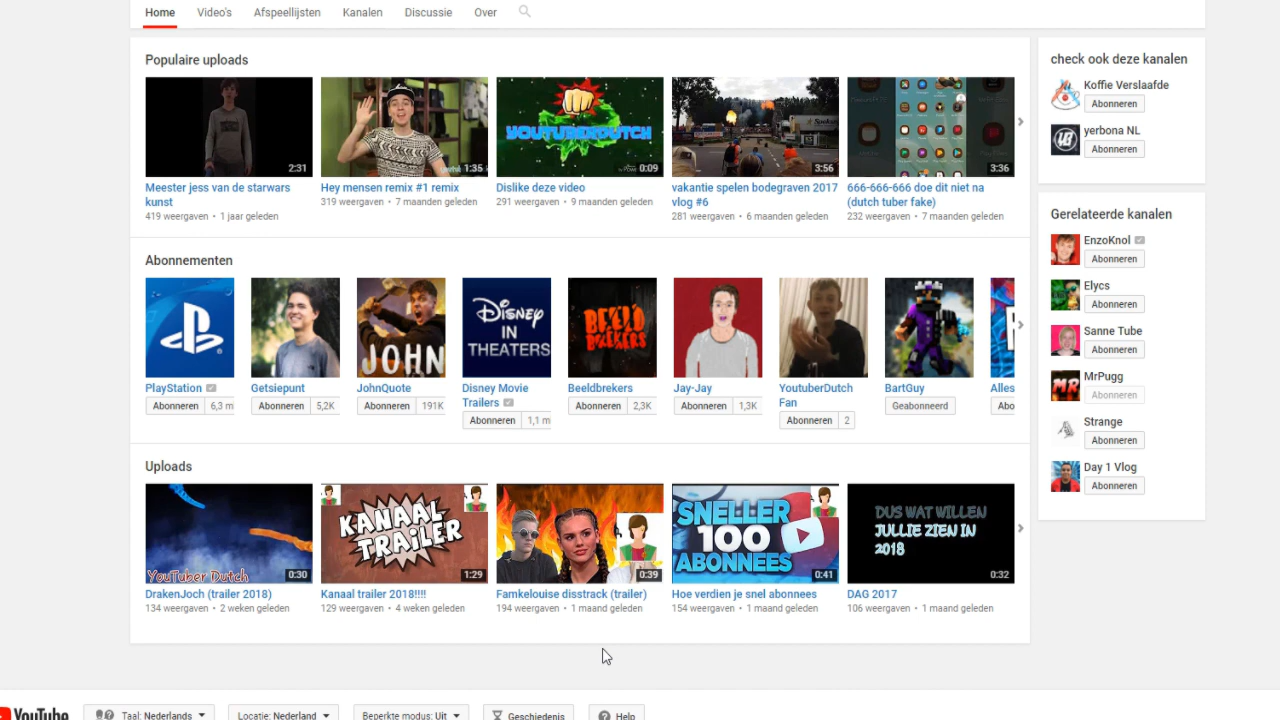 Home Video's Afspeellijsten Kanalen Discussie Over
Populaire uploads
2:31
1:35
YOUTUBERDUTCH
0:09
3:56
3:36
Meester jess van de starwars
kunst
419 weergaven • 1 jaar geleden
Hey mensen remix #1 remix
319 weergaven • 7 maanden geleden
Dislike deze video
291 weergaven • 9 maanden geleden
vakantie spelen bodegraven 2017
vlog #6
281 weergaven • 6 maanden geleden
666-666-666 doe dit niet na
(dutch tuber fake)
232 weergaven • 7 maanden geleden
Abonnementen
JOHN
DISNEY
IN
THEATERS
BEELD
BREKERS
PlayStation
Abonneren 6,3 m
Getsiepunt
Abonneren 5,2K
JohnQuote
Abonneren 191K
Disney Movie
Trailers
Abonneren 1,1 m
Beeldbrekers
Abonneren 2,3K
Jay-Jay
Abonneren 1,3K
YoutuberDutch
Fan
Abonneren 2
BartGuy
Geabonneerd
Alles
Abo
Uploads
YouTuber Dutch
0:30
KANAAL
TRAILER
1:29
0:39
SNELLER
100
ABONNEES
0:41
DUS WAT WILLEN
JULLIE ZIEN IN
2018
0:32
DrakenJoch (trailer 2018)
134 weergaven • 2 weken geleden
Kanaal trailer 2018!!!!
129 weergaven • 4 weken geleden
Famkelouise disstrack (trailer)
194 weergaven • 1 maand geleden
Hoe verdien je snel abonnees
154 weergaven • 1 maand geleden
DAG 2017
106 weergaven • 1 maand geleden
check ook deze kanalen
Koffie Verslaafde
Abonneren
yerbona NL
Abonneren
Gerelateerde kanalen
EnzoKnol
Abonneren
Elycs
Abonneren
Sanne Tube
Abonneren
MR
MrPugg
Abonneren
Strange
Abonneren
Day 1 Vlog
Abonneren
YouTube
Taal: Nederlands
Locatie: Nederland
Beperkte modus: Uit
Geschiedenis
Help